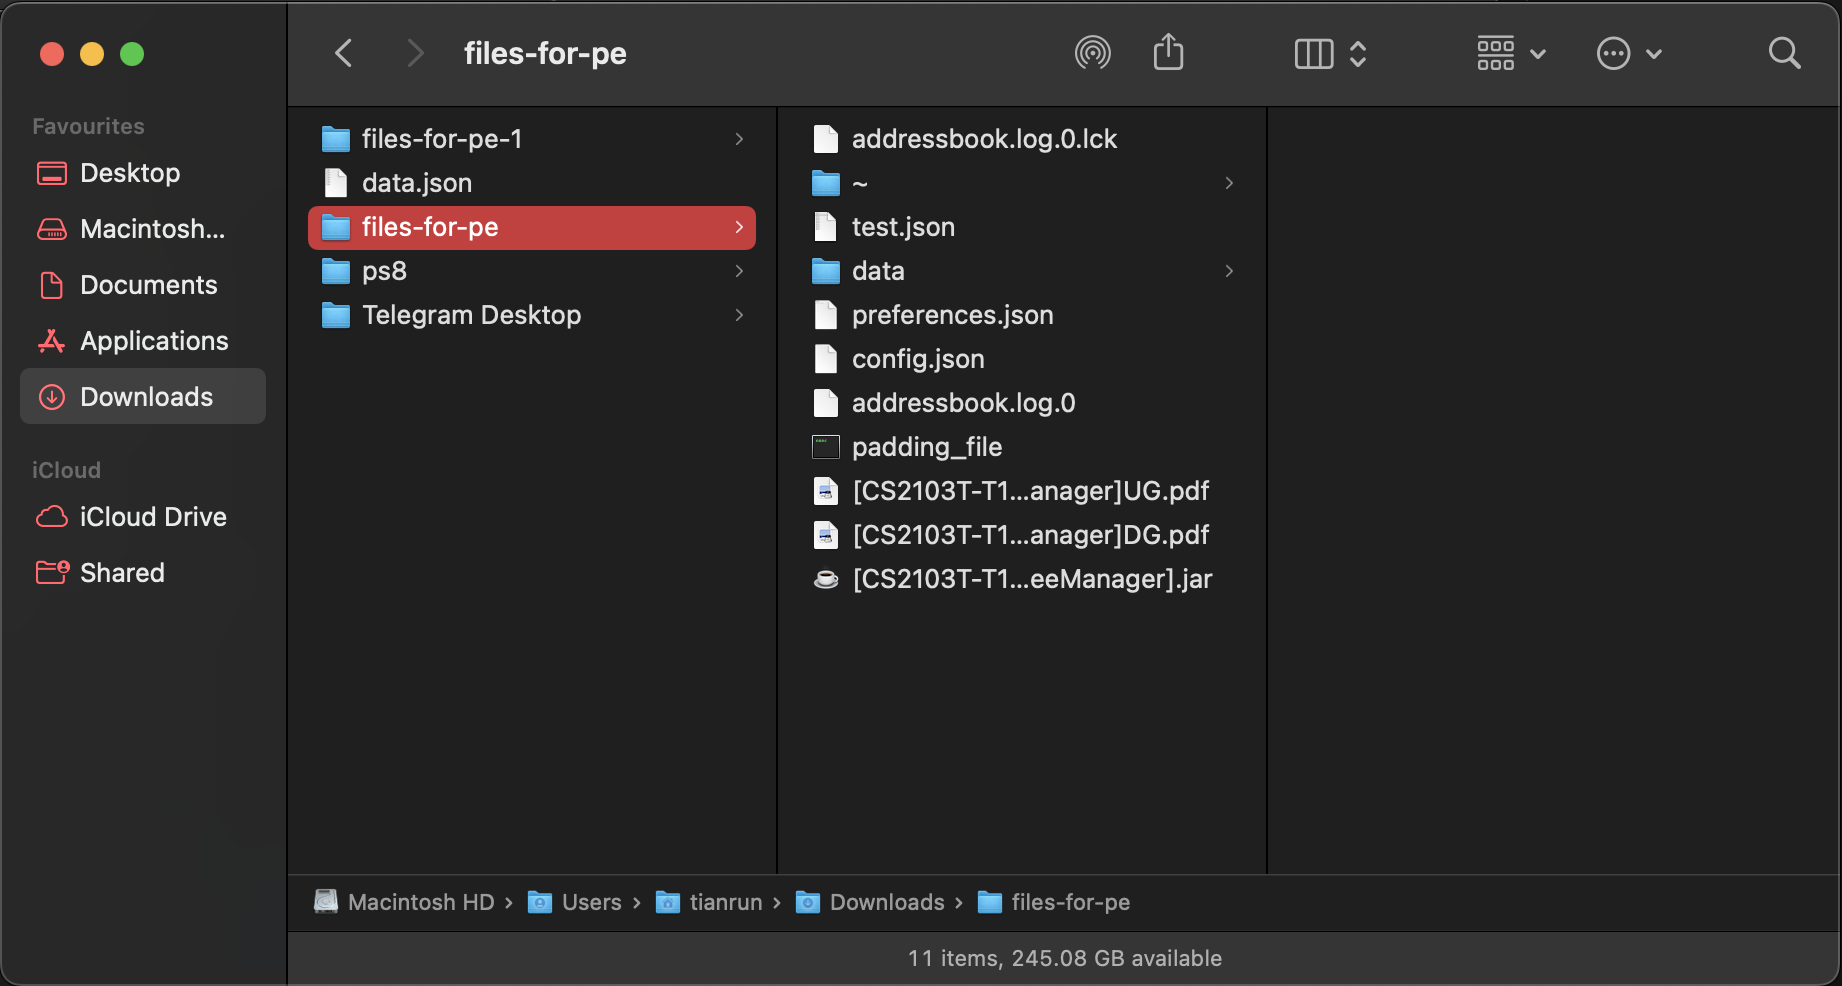 files-for-pe
Favourites
Desktop
Macintosh...
Documents
Applications
Downloads
iCloud
iCloud Drive
Shared
files-for-pe-1
data.json
files-for-pe
ps8
Telegram Desktop
addressbook.log.0.lck
~
test.json
data
preferences.json
config.json
addressbook.log.0
padding_file
[CS2103T-T1...anager]UG.pdf
[CS2103T-T1...anager]DG.pdf
[CS2103T-T1...eeManager].jar
Macintosh HD › Users › tianrun › Downloads › files-for-pe
11 items, 245.08 GB available